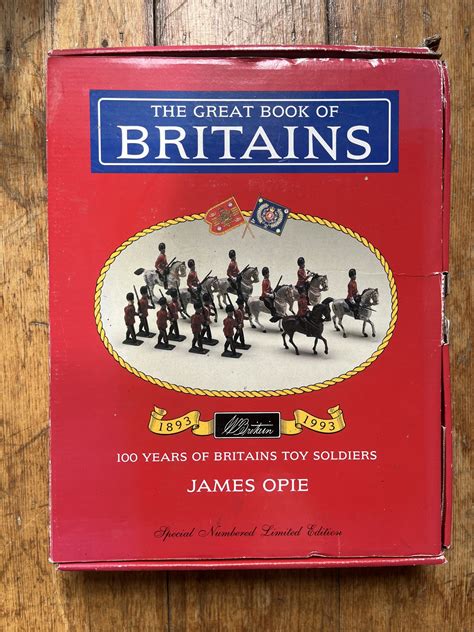 THE GREAT BOOK OF
BRITAINS
1893
W Britain
1993
100 YEARS OF BRITAINS TOY SOLDIERS
JAMES OPIE
Special Numbered Limited Edition